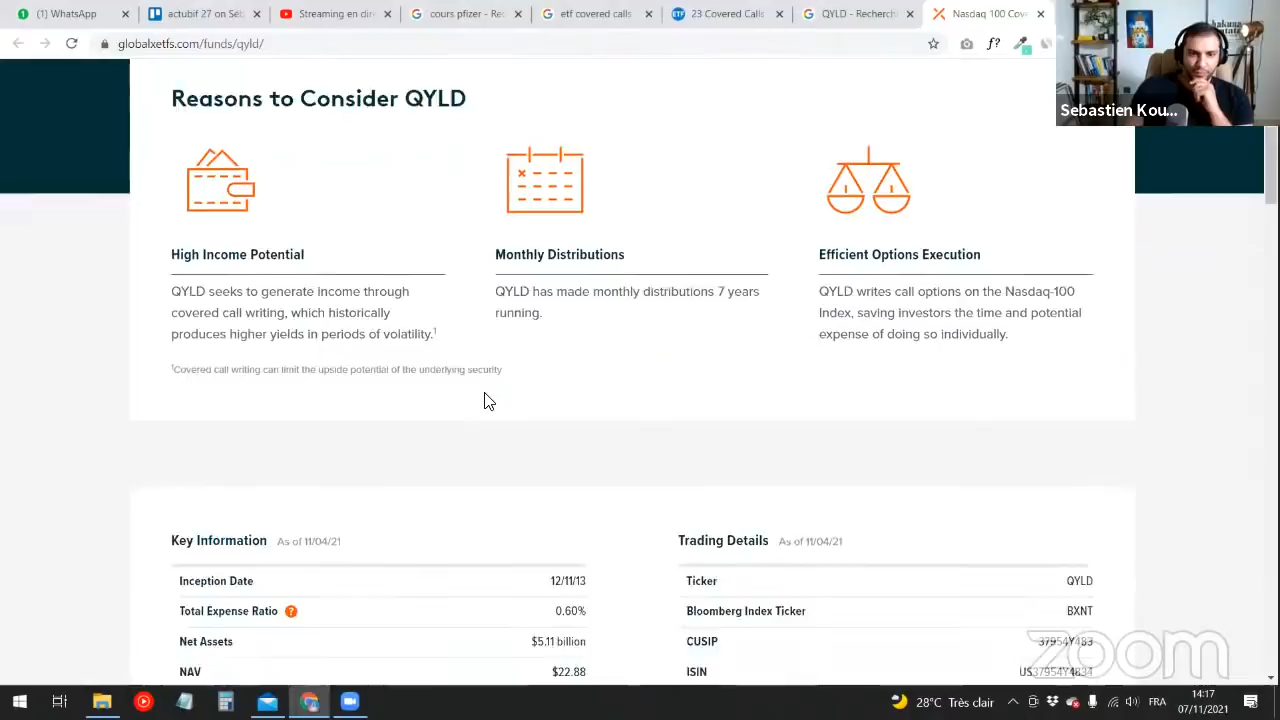 (1) WhatsApp
actubif 27 on Seb
Streaming en dir
cours pfizer - Rec
etf covered calls
23 Covered Calls
QYLD - Recherch
Nasdaq 100 Cov
globalxetfs.com/funds/qyld/
f?
Sebastien Kou...
Reasons to Consider QYLD
High Income Potential
Monthly Distributions
Efficient Options Execution
QYLD seeks to generate income through
covered call writing, which historically
produces higher yields in periods of volatility.1
QYLD has made monthly distributions 7 years
running.
QYLD writes call options on the Nasdaq-100
Index, saving investors the time and potential
expense of doing so individually.
1Covered call writing can limit the upside potential of the underlying security
Key Information As of 11/04/21
Inception Date 12/11/13
Total Expense Ratio ? 0.60%
Net Assets $5.11 billion
NAV $22.88
Trading Details As of 11/04/21
Ticker QYLD
Bloomberg Index Ticker BXNT
CUSIP 37954Y483
ISIN US37954Y4834
zoom
28°C Très clair
FRA
14:17
07/11/2021